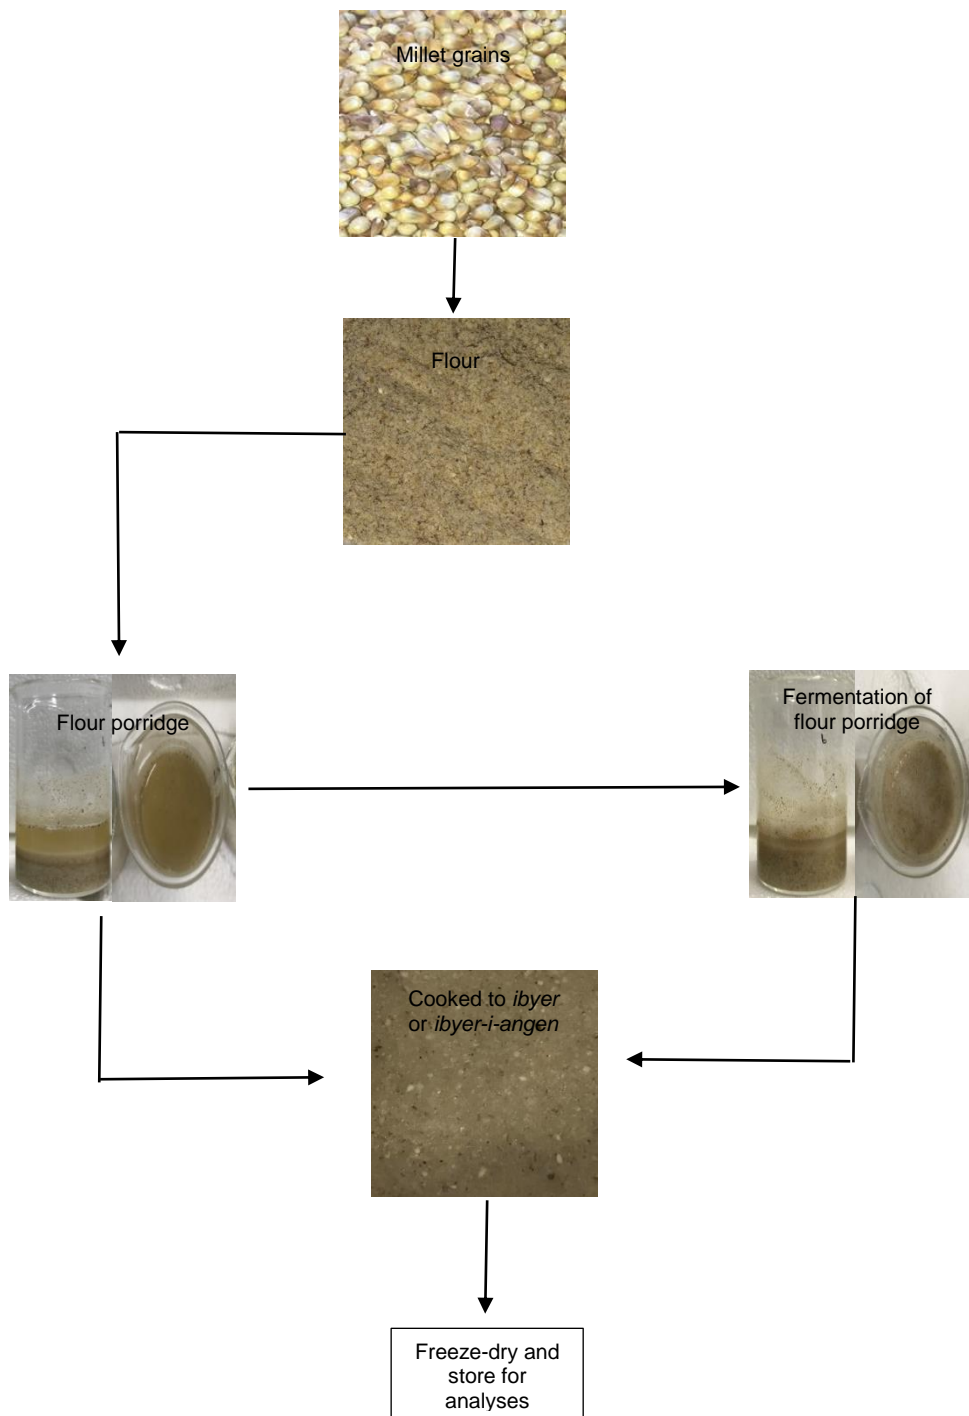 Millet grains
Flour
Flour porridge
Fermentation of
flour porridge
Cooked to ibyer
or ibyer-i-angen
Freeze-dry and
store for
analyses